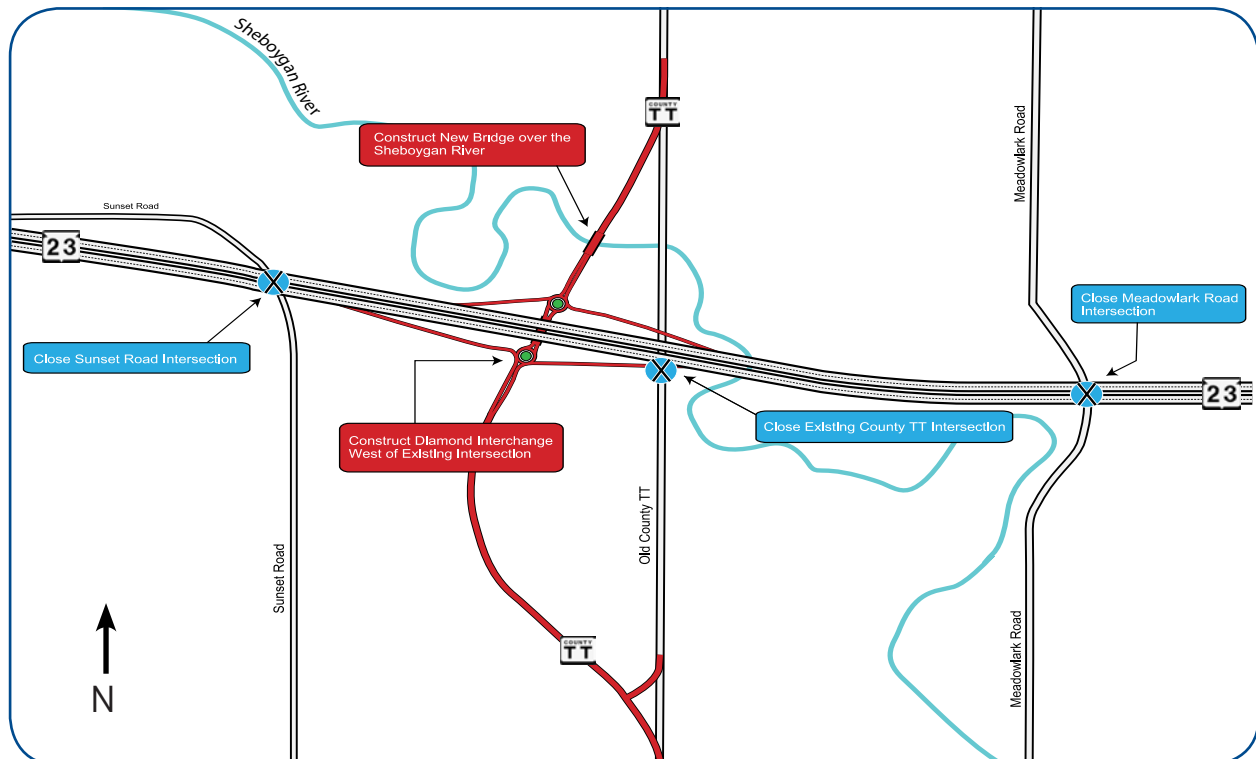 Sheboygan River
COUNTY
TT
Meadowlark Road
Construct New Bridge over the
Sheboygan River
Sunset Road
23
Close Meadowlark Road
Intersection
Close Sunset Road Intersection
23
Close Existing County TT Intersection
Construct Diamond Interchange
West of Existing Intersection
Old County TT
Sunset Road
COUNTY
TT
Meadowlark Road
N